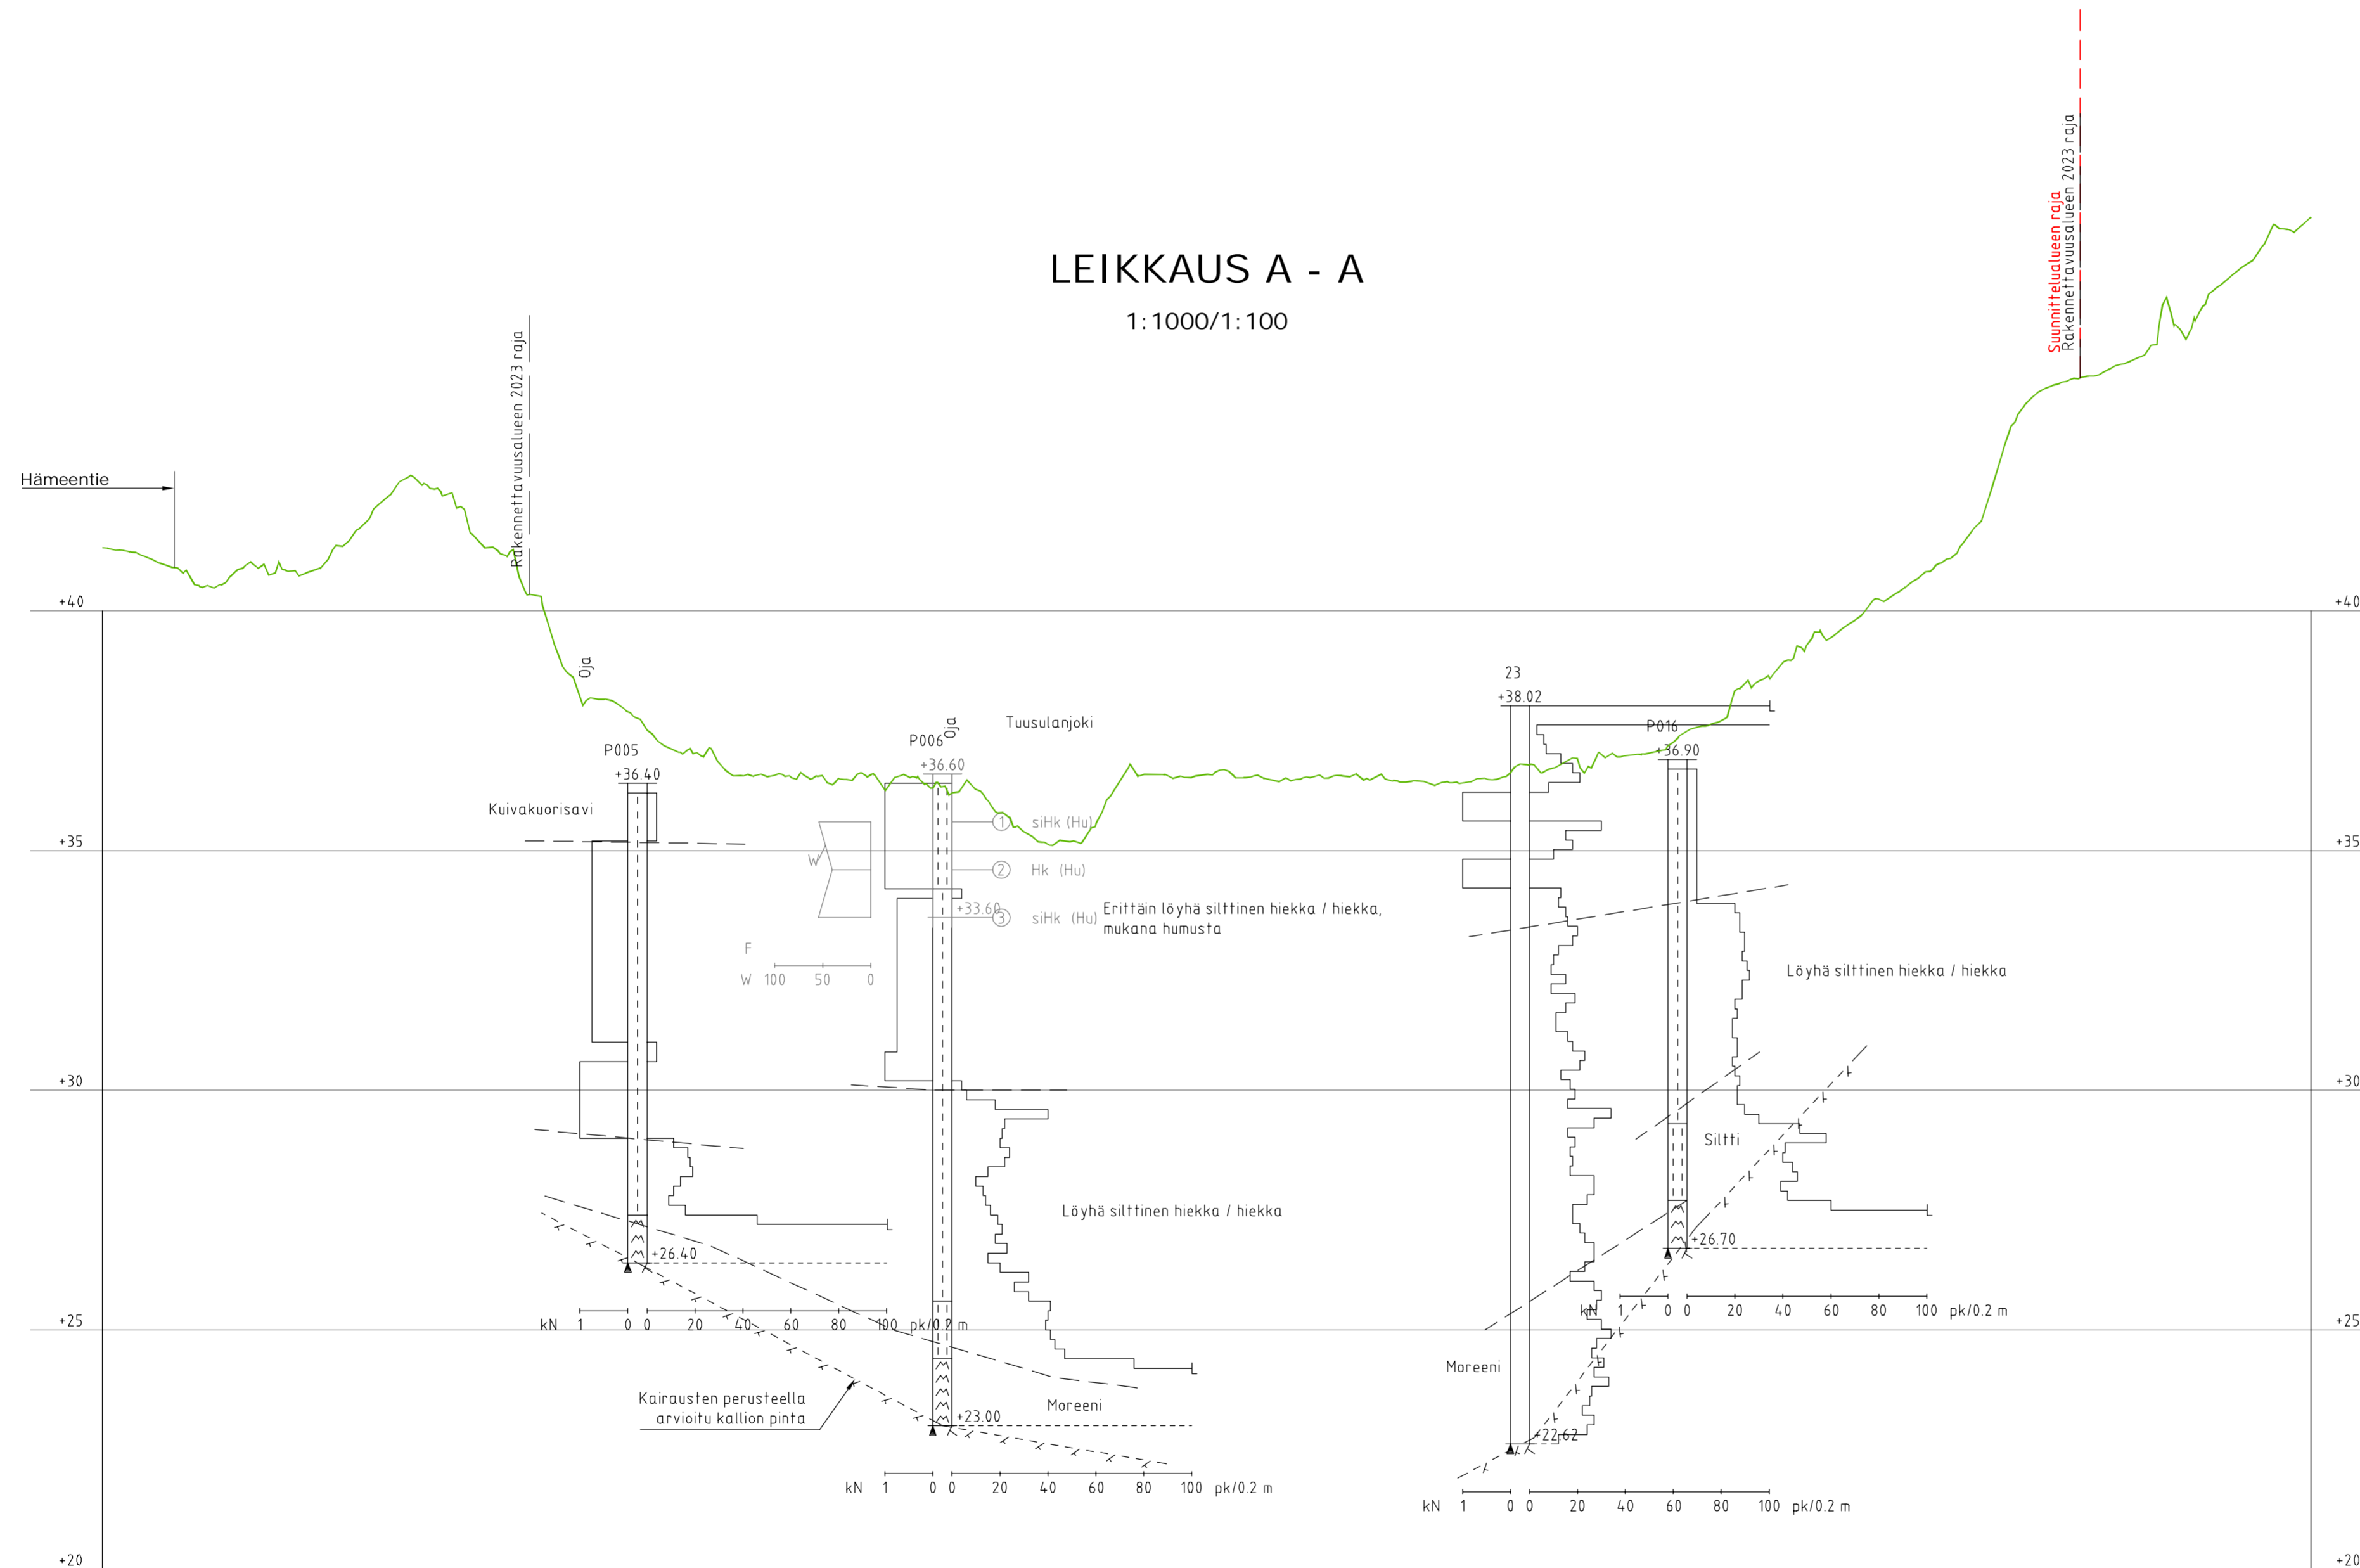 LEIKKAUS A - A
1:1000/1:100
Suunnittelualueen raja
Rakennettavuusalueen 2023 raja
Rakennettavuusalueen 2023 raja
Hämeentie
+40
+40
Oja
23
+38.02
Oja
Tuusulanjoki
P016
P005
P006
+36.90
+36.60
+36.40
Kuivakuorisavi
1 siHk (Hu)
+35
+35
W
2 Hk (Hu)
+33.60
3 siHk (Hu)
Erittäin löyhä silttinen hiekka / hiekka,
mukana humusta
F
W 100 50 0
Löyhä silttinen hiekka / hiekka
+30
+30
Siltti
Löyhä silttinen hiekka / hiekka
+26.70
+26.40
kN 1 0 0 20 40 60 80 100 pk/0.2 m
kN 1 0 0 20 40 60 80 100 pk/0.2 m
+25
+25
Moreeni
Kairausten perusteella
arvioitu kallion pinta
Moreeni
+23.00
+22.62
kN 1 0 0 20 40 60 80 100 pk/0.2 m
kN 1 0 0 20 40 60 80 100 pk/0.2 m
+20
+20